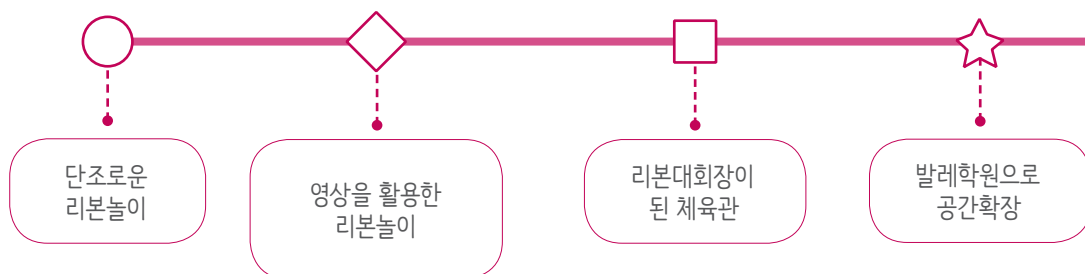 단조로운
리본놀이
영상을 활용한
리본놀이
리본대회장이
된 체육관
발레학원으로
공간확장